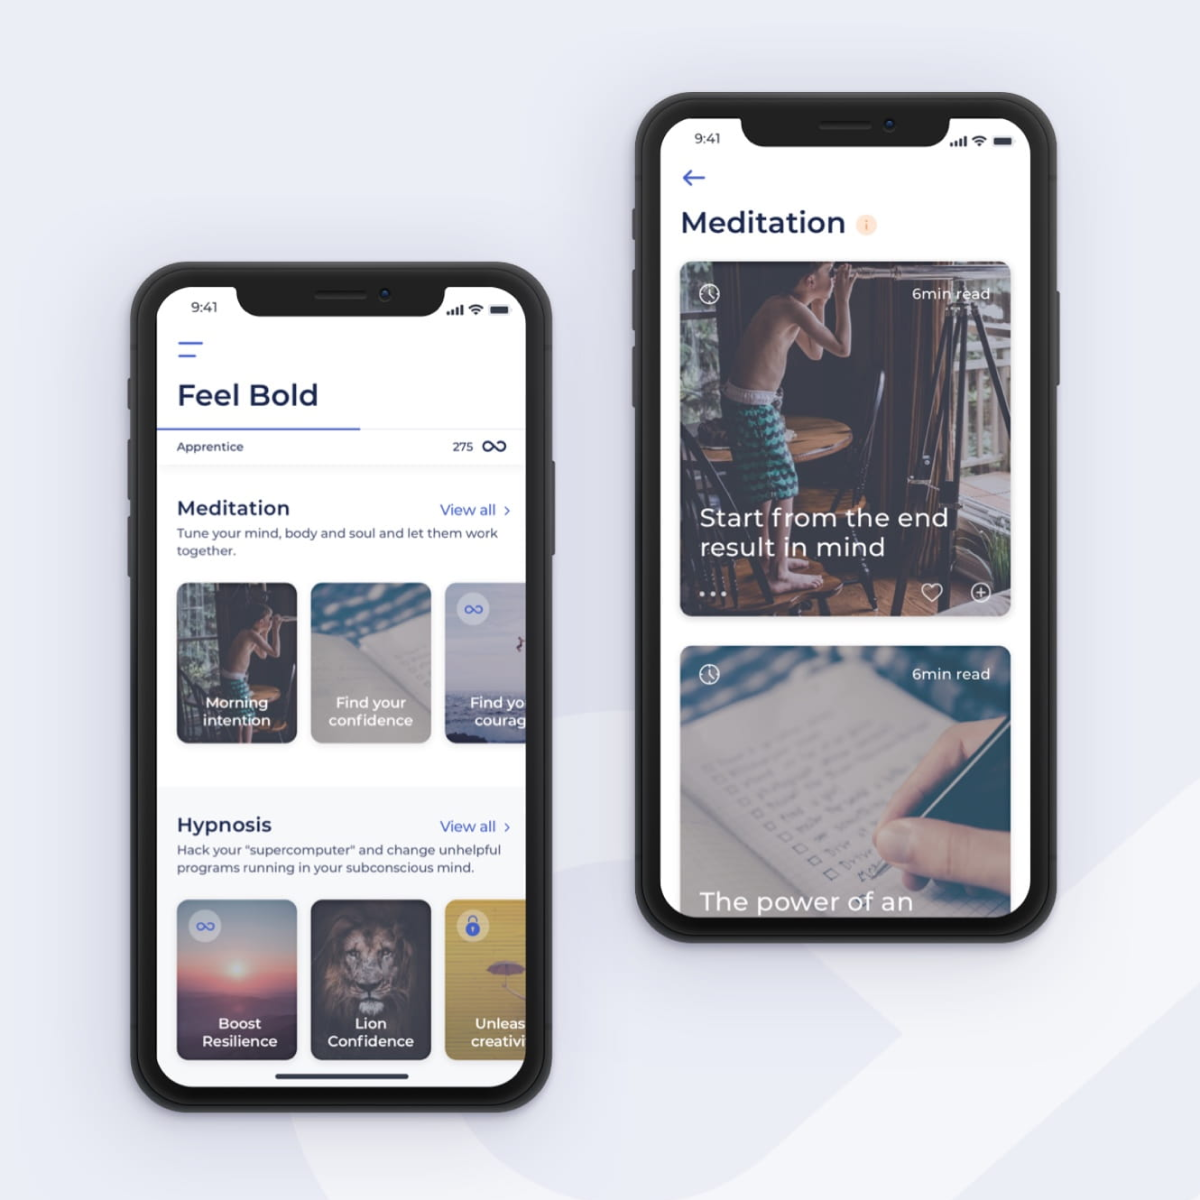 9:41
Feel Bold
Apprentice
275
Meditation
View all
Tune your mind, body and soul and let them work
together.
Morning
intention
Find your
confidence
Find yo
courag
Hypnosis
View all
Hack your "supercomputer" and change unhelpful
programs running in your subconscious mind.
Boost
Resilience
Lion
Confidence
Unleas
creativi
9:41
Meditation i
6min read
Start from the end
result in mind
6min read
The power of an